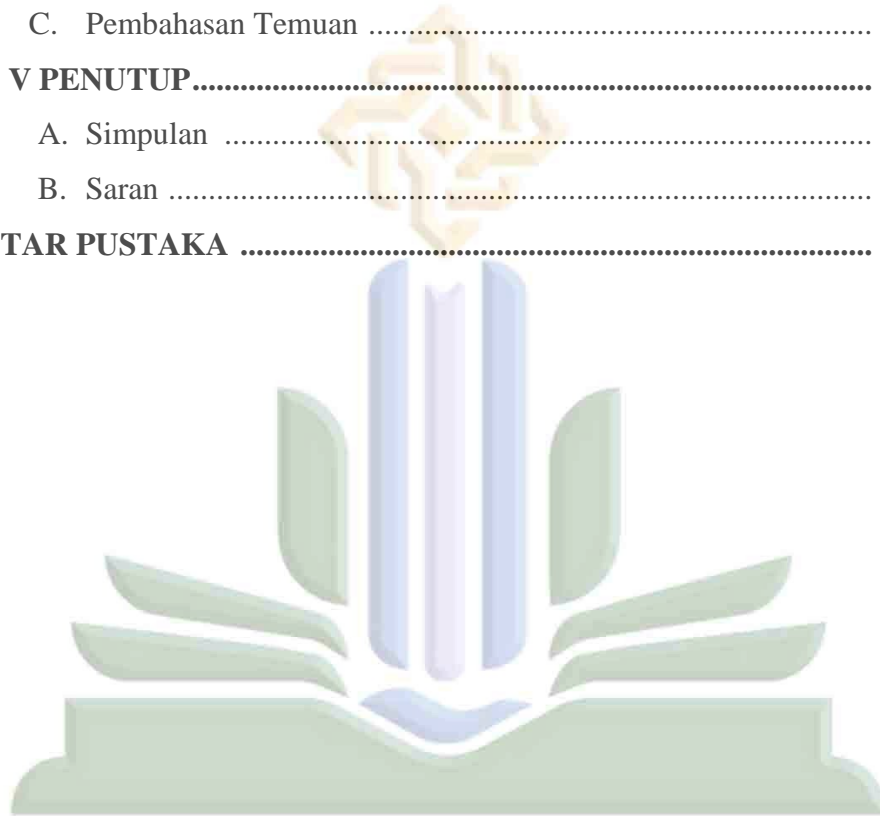 C. Pembahasan Temuan ...............................................................
V PENUTUP.....................................................................................
A. Simpulan .................................................................................
B. Saran ........................................................................................
TAR PUSTAKA ...............................................................................